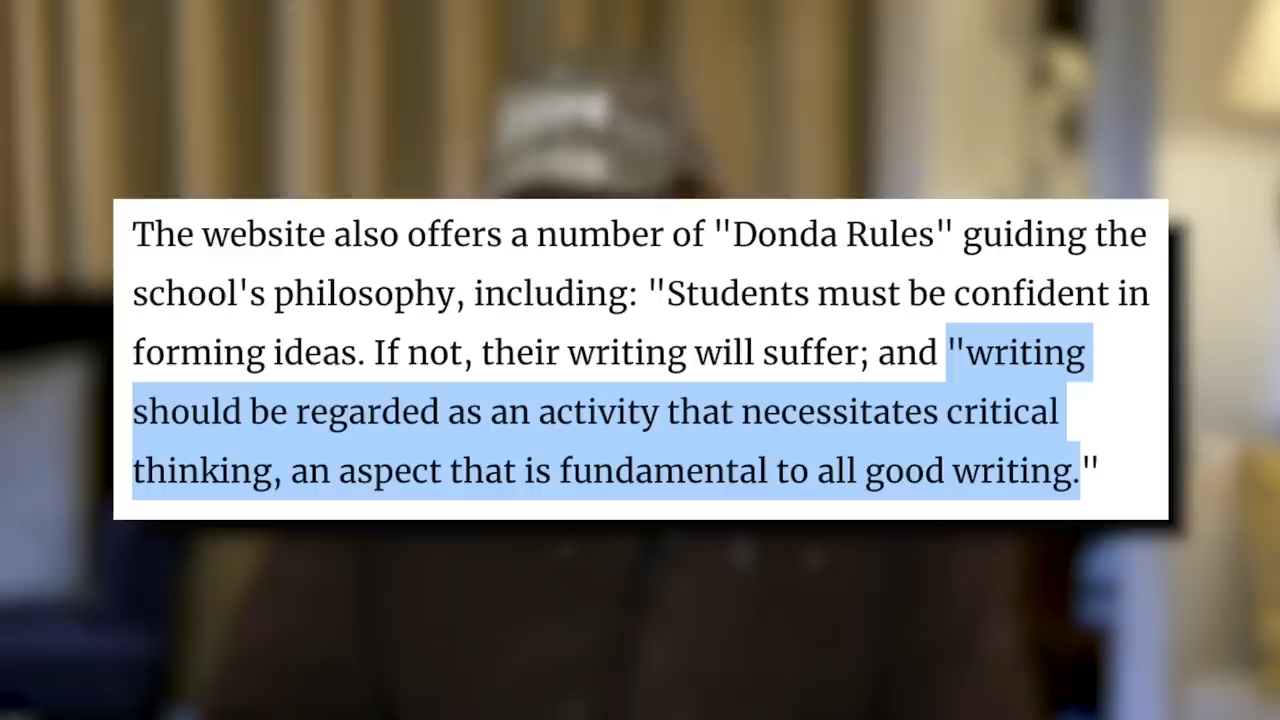 The website also offers a number of "Donda Rules" guiding the
school's philosophy, including: "Students must be confident in
forming ideas. If not, their writing will suffer; and "writing
should be regarded as an activity that necessitates critical
thinking, an aspect that is fundamental to all good writing."